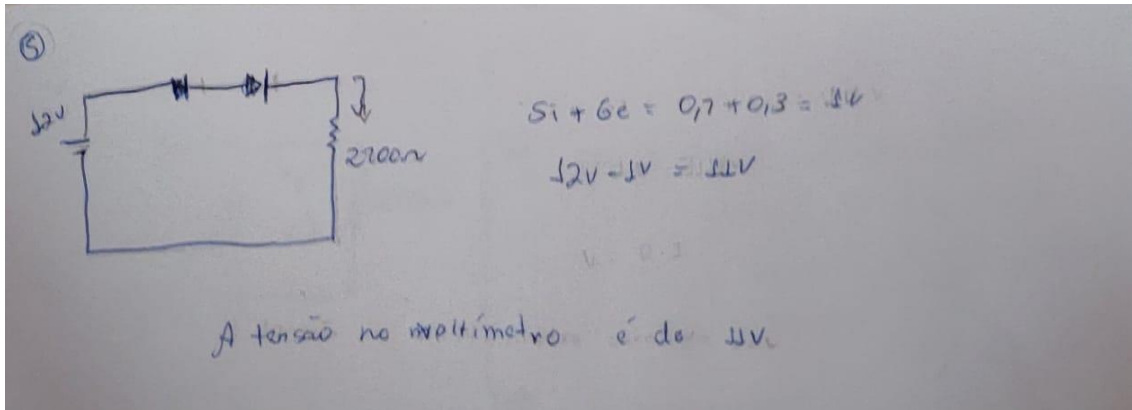 5
12V
2200Ω
Si + Ge = 0,7 + 0,3 = 1V
12V - 1V = 11V
A tensão no voltímetro é de 11V.